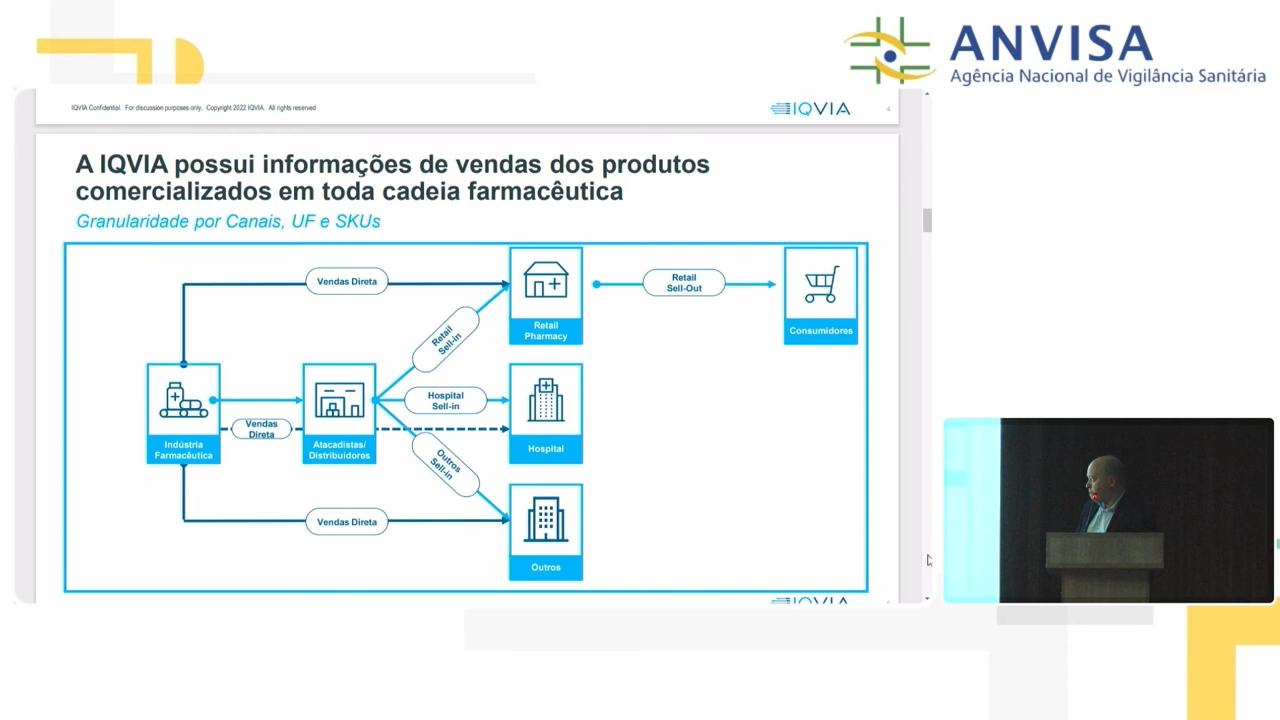 ANVISA
Agência Nacional de Vigilância Sanitária
IQVIA Confidential. For discussion purposes only. Copyright 2022 IQVIA. All rights reserved
IQVIA
4
A IQVIA possui informações de vendas dos produtos
comercializados em toda cadeia farmacêutica
Granularidade por Canais, UF e SKUs
Vendas Direta
Retail
Sell-in
Retail
Pharmacy
Retail
Sell-Out
Consumidores
Indústria
Farmacêutica
Vendas
Direta
Atacadistas/
Distribuidores
Hospital
Sell-in
Hospital
Outros
Sell-in
Vendas Direta
Outros
IQVIA